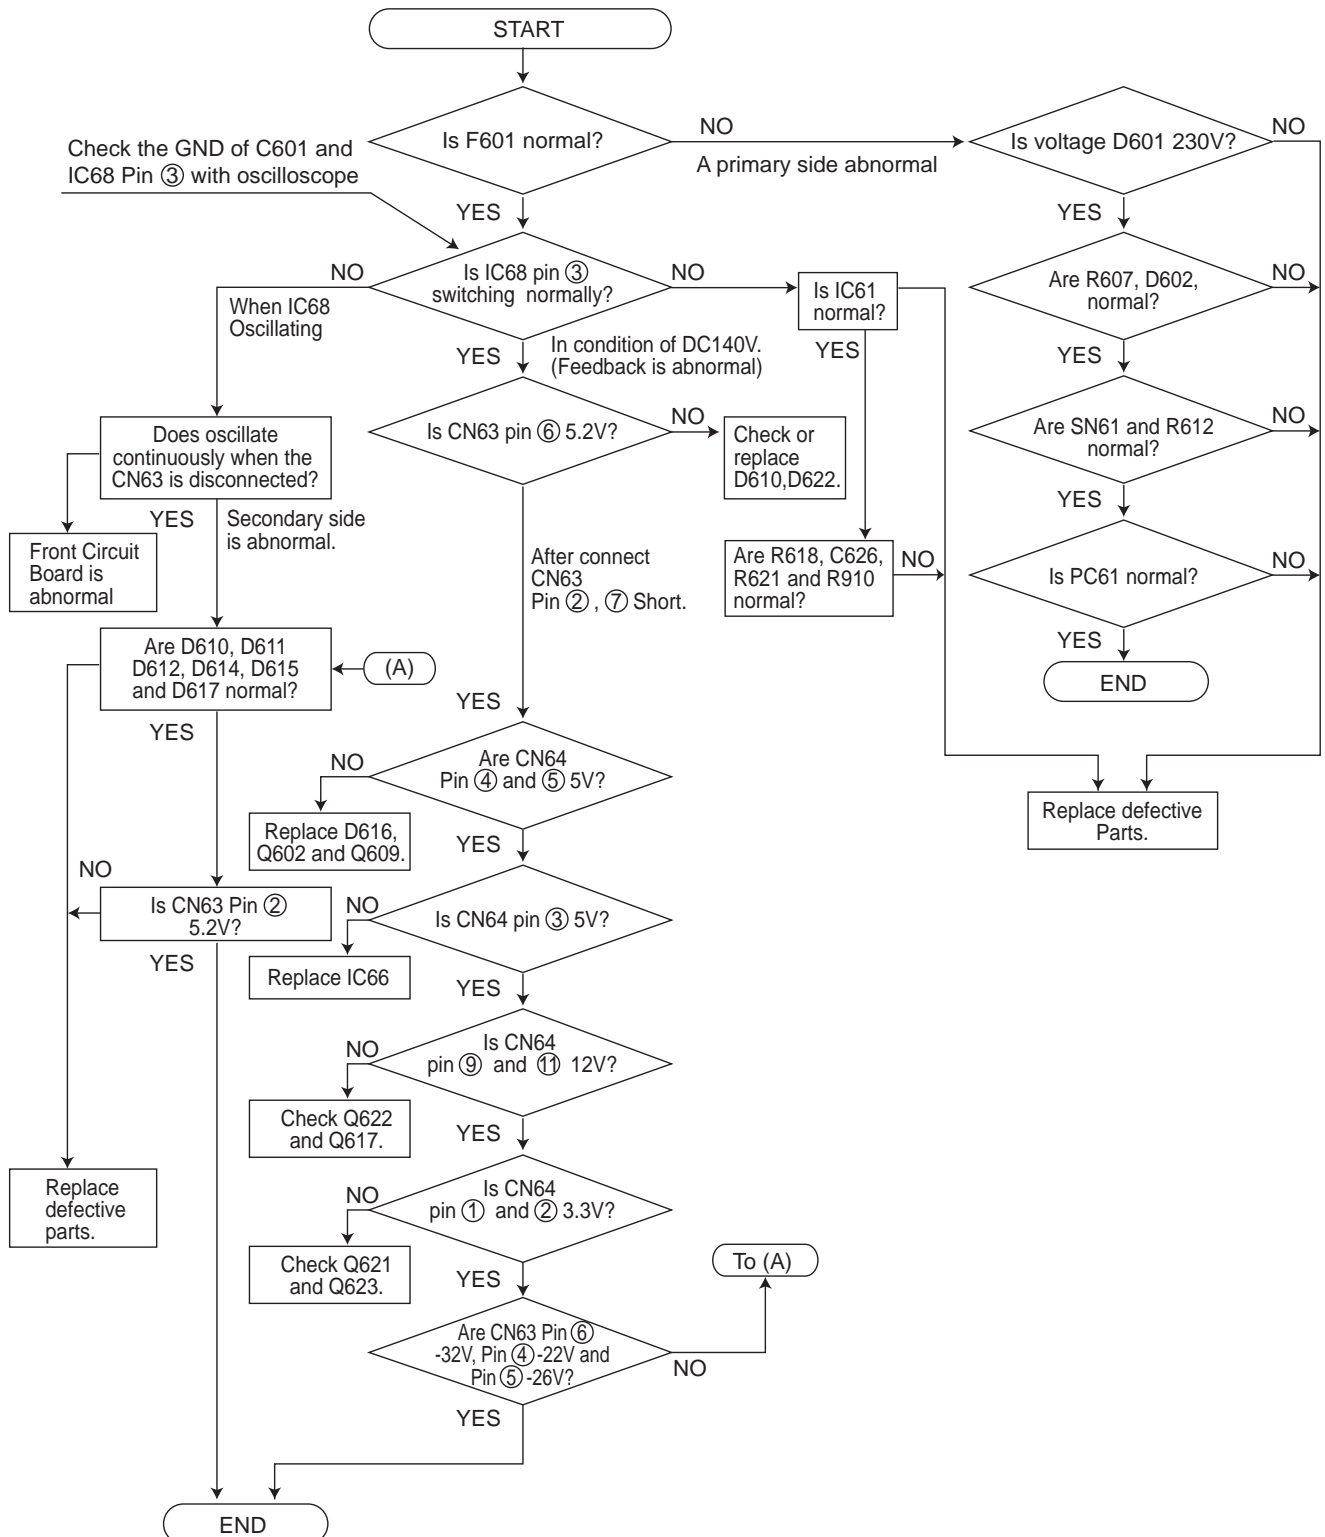 START
Is F601 normal?
NO
A primary side abnormal
Is voltage D601 230V?
NO
Check the GND of C601 and
IC68 Pin ③ with oscilloscope
YES
YES
NO
When IC68
Oscillating
Is IC68 pin ③
switching normally?
NO
Is IC61
normal?
YES
Are R607, D602,
normal?
NO
YES
In condition of DC140V.
(Feedback is abnormal)
YES
Does oscillate
continuously when the
CN63 is disconnected?
Is CN63 pin ⑥ 5.2V?
NO
Check or
replace
D610,D622.
Are SN61 and R612
normal?
NO
YES
YES
Secondary side
is abnormal.
Front Circuit
Board is
abnormal
After connect
CN63
Pin ② , ⑦ Short.
Are R618, C626,
R621 and R910
normal?
NO
Is PC61 normal?
NO
YES
END
Are D610, D611
D612, D614, D615
and D617 normal?
(A)
YES
YES
NO
Are CN64
Pin ④ and ⑤ 5V?
Replace D616,
Q602 and Q609.
YES
Replace defective
Parts.
NO
Is CN63 Pin ②
5.2V?
YES
NO
Is CN64 pin ③ 5V?
Replace IC66
YES
NO
Is CN64
pin ⑨ and ⑪ 12V?
Check Q622
and Q617.
YES
Replace
defective
parts.
NO
Is CN64
pin ① and ② 3.3V?
Check Q621
and Q623.
YES
To (A)
Are CN63 Pin ⑥
-32V, Pin ④ -22V and
Pin ⑤ -26V?
NO
YES
END